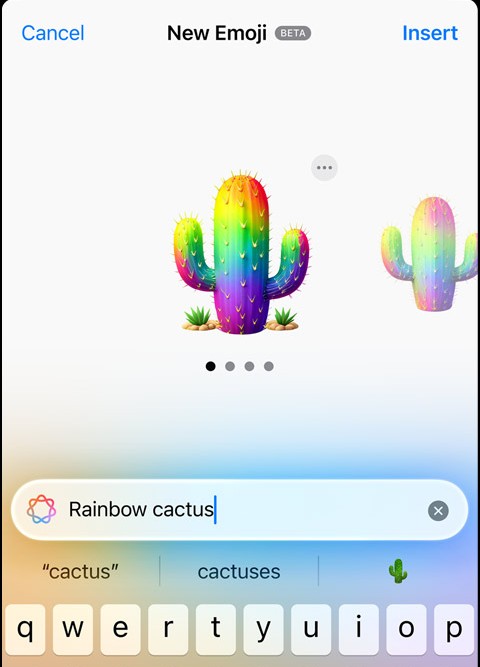 Cancel New Emoji BETA Insert
Rainbow cactus
“cactus” cactuses
q w e r t y u i o p